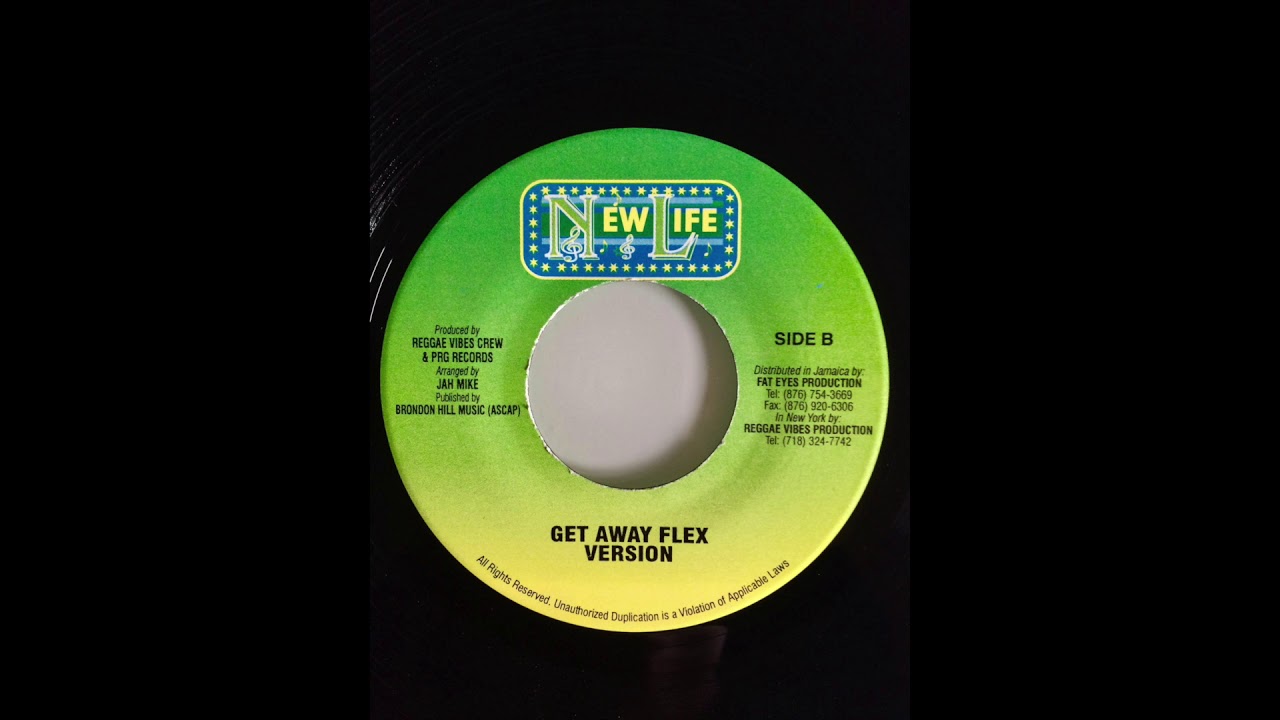 NEW LIFE
Produced by
REGGAE VIBES CREW
& PRG RECORDS
Arranged by
JAH MIKE
Published by
BRONDON HILL MUSIC (ASCAP)
SIDE B
Distributed in Jamaica by:
FAT EYES PRODUCTION
Tel: (876) 754-3669
Fax: (876) 920-6306
In New York by:
REGGAE VIBES PRODUCTION
Tel: (718) 324-7742
GET AWAY FLEX
VERSION
All Rights Reserved. Unauthorized Duplication is a Violation of Applicable Laws